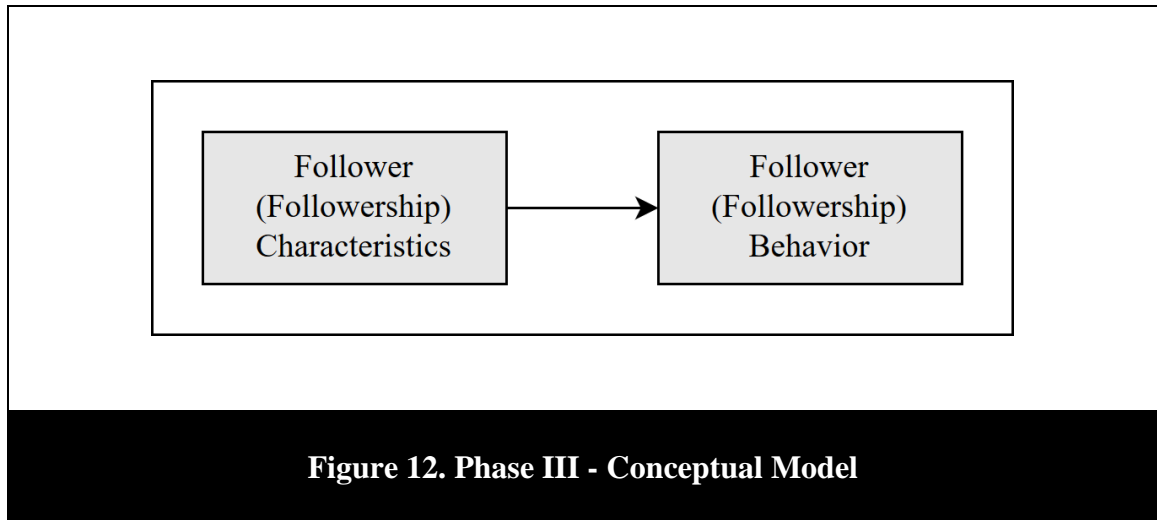 Follower
(Followership)
Characteristics
Follower
(Followership)
Behavior
Figure 12. Phase III - Conceptual Model